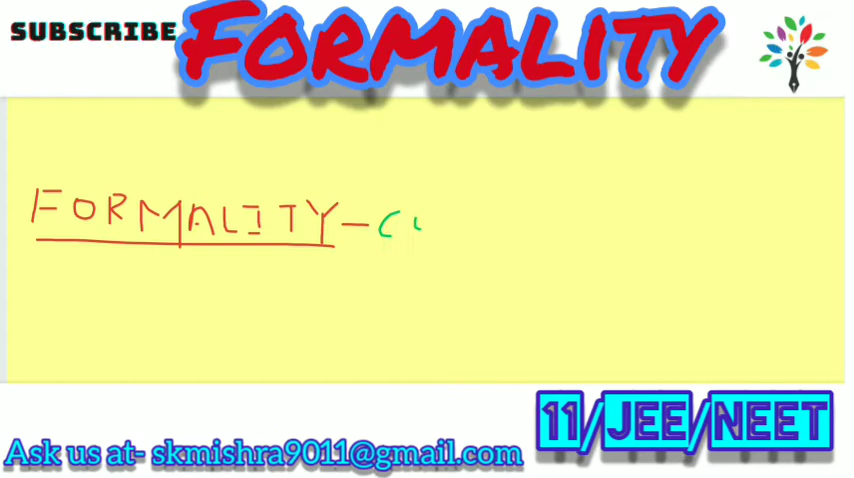 SUBSCRIBE
FORMALITY
FORMALITY - C
11/JEE/NEET
Ask us at- skmishra9011@gmail.com